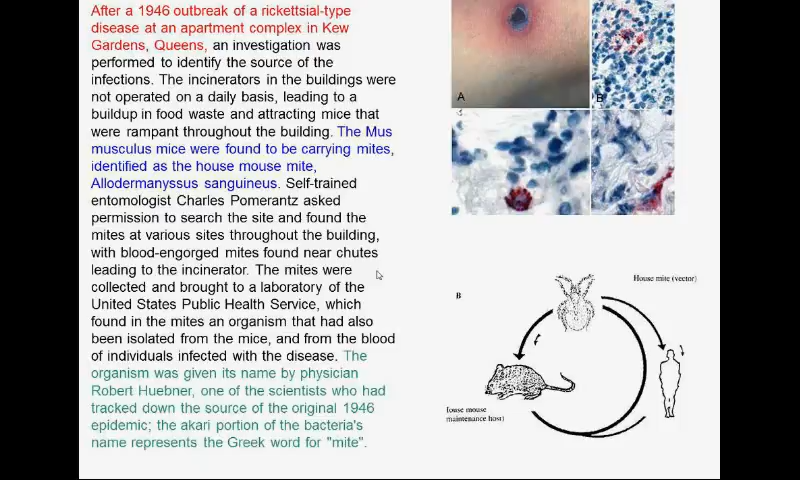 After a 1946 outbreak of a rickettsial-type
disease at an apartment complex in Kew
Gardens, Queens, an investigation was
performed to identify the source of the
infections. The incinerators in the buildings were
not operated on a daily basis, leading to a
buildup in food waste and attracting mice that
were rampant throughout the building. The Mus
musculus mice were found to be carrying mites,
identified as the house mouse mite,
Allodermanyssus sanguineus. Self-trained
entomologist Charles Pomerantz asked
permission to search the site and found the
mites at various sites throughout the building,
with blood-engorged mites found near chutes
leading to the incinerator. The mites were
collected and brought to a laboratory of the
United States Public Health Service, which
found in the mites an organism that had also
been isolated from the mice, and from the blood
of individuals infected with the disease. The
organism was given its name by physician
Robert Huebner, one of the scientists who had
tracked down the source of the original 1946
epidemic; the akari portion of the bacteria's
name represents the Greek word for "mite".
A
B
B
House mite (vector)
Iouse mouse
maintenance host)